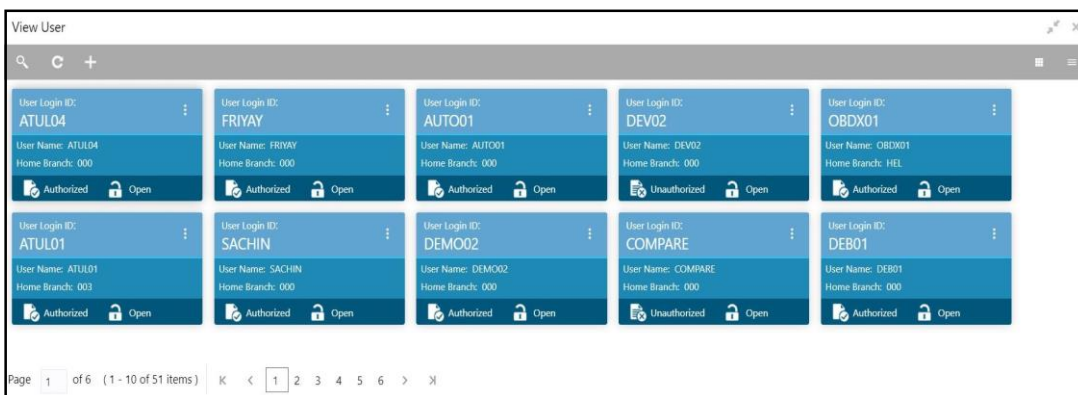 View User
User Login ID: User Login ID: User Login ID: User Login ID: User Login ID:
ATUL04 FRIYAY AUTO01 DEV02 OBDX01
User Name: ATUL04 User Name: FRIYAY User Name: AUTO01 User Name: DEV02 User Name: OBDX01
Home Branch: 000 Home Branch: 000 Home Branch: 000 Home Branch: 000 Home Branch: HEL
Authorized Open Authorized Open Authorized Open Unauthorized Open Authorized Open
User Login ID: User Login ID: User Login ID: User Login ID: User Login ID:
ATUL01 SACHIN DEMO02 COMPARE DEB01
User Name: ATUL01 User Name: SACHIN User Name: DEMO02 User Name: COMPARE User Name: DEB01
Home Branch: 003 Home Branch: 000 Home Branch: 000 Home Branch: 000 Home Branch: 000
Authorized Open Authorized Open Authorized Open Unauthorized Open Authorized Open
Page 1 of 6 (1 - 10 of 51 items) 1 2 3 4 5 6